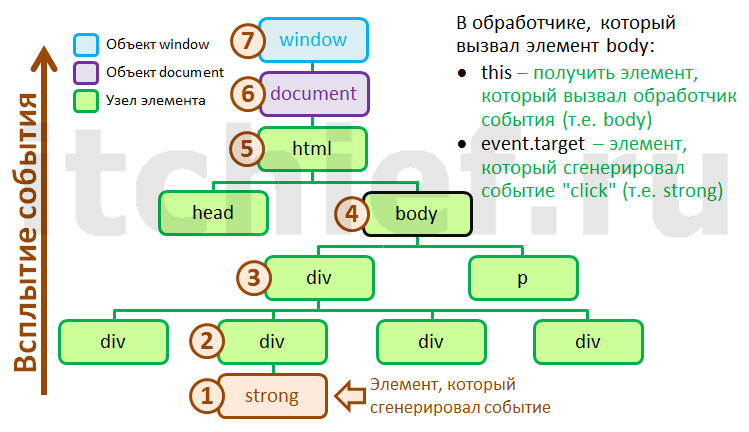 Объект window
Объект document
Узел элемента
Всплытие события
7
window
6
document
5
html
head
4
body
3
div
p
div
2
div
div
div
1
strong
Элемент, который
сгенерировал событие
В обработчике, который
вызвал элемент body:
• this – получить элемент,
который вызвал обработчик
события (т.е. body)
• event.target – элемент,
который сгенерировал
событие "click" (т.е. strong)
itchief.ru